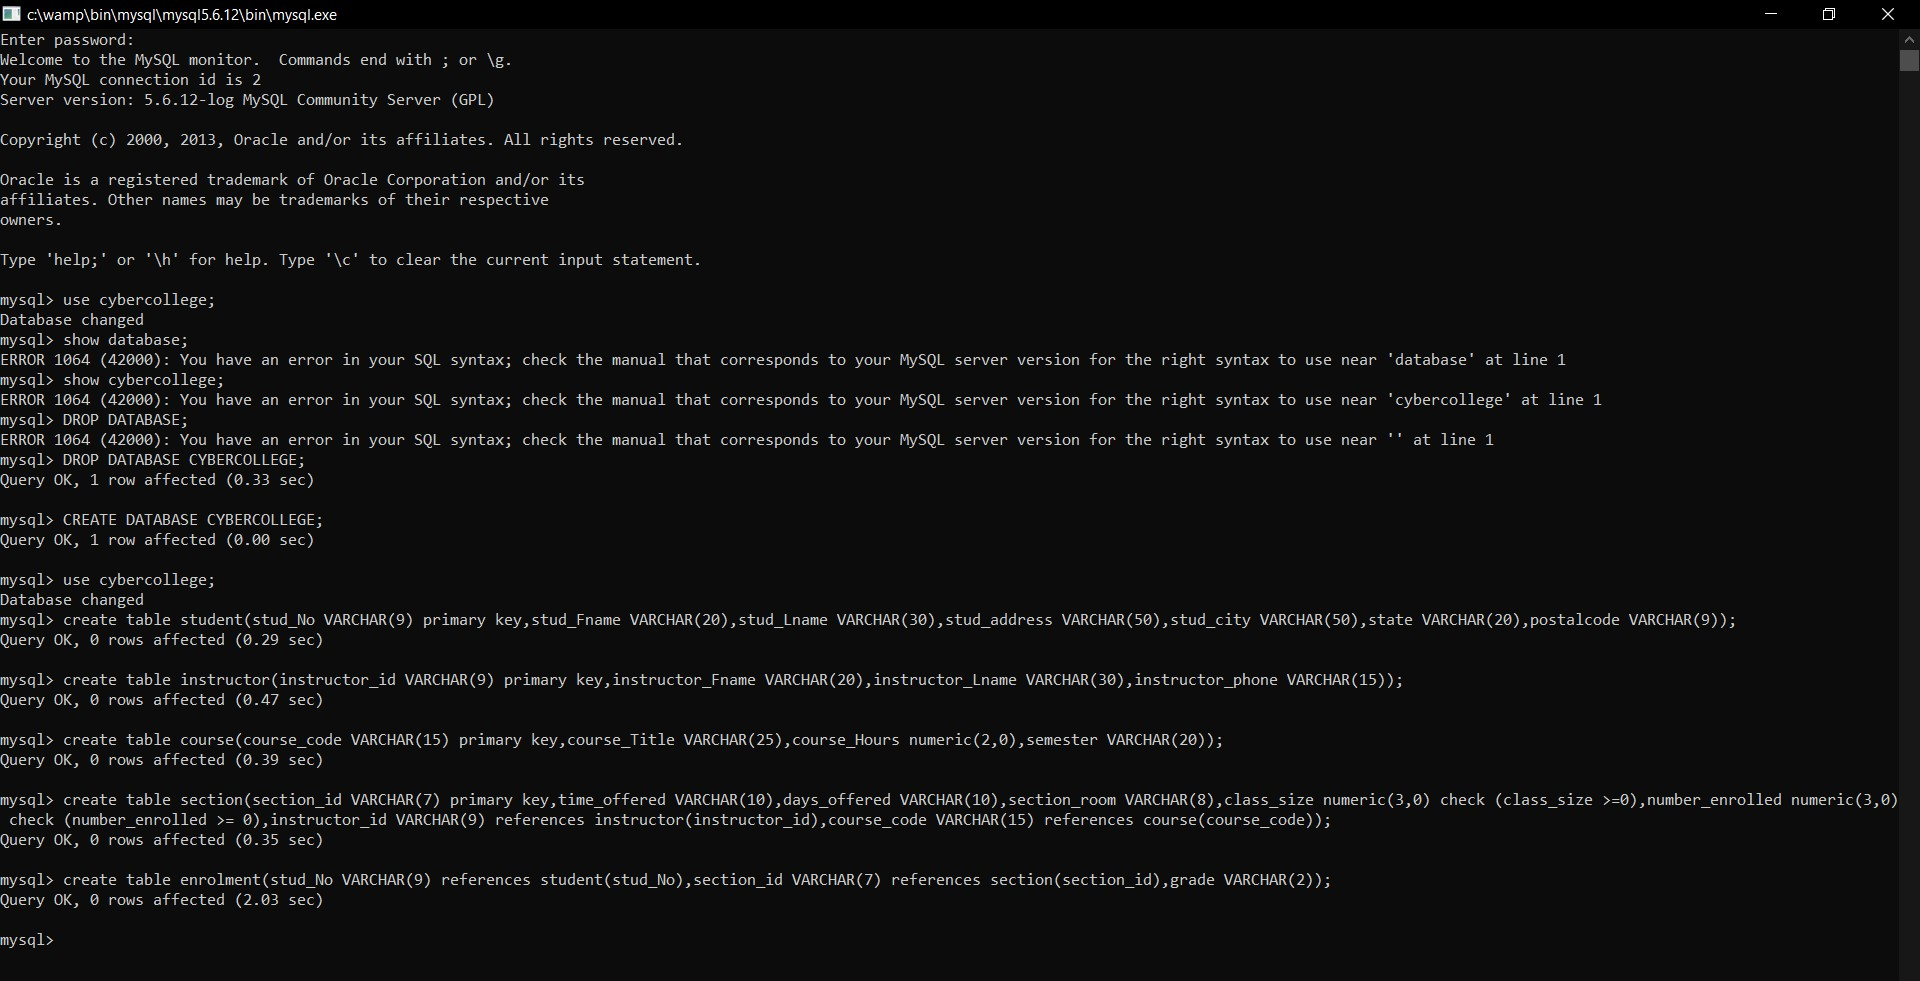 c:\wamp\bin\mysql\mysql5.6.12\bin\mysql.exe
Enter password:
Welcome to the MySQL monitor.  Commands end with ; or \g.
Your MySQL connection id is 2
Server version: 5.6.12-log MySQL Community Server (GPL)
Copyright (c) 2000, 2013, Oracle and/or its affiliates. All rights reserved.
Oracle is a registered trademark of Oracle Corporation and/or its
affiliates. Other names may be trademarks of their respective
owners.
Type 'help;' or '\h' for help. Type '\c' to clear the current input statement.
mysql> use cybercollege;
Database changed
mysql> show database;
ERROR 1064 (42000): You have an error in your SQL syntax; check the manual that corresponds to your MySQL server version for the right syntax to use near 'database' at line 1
mysql> show cybercollege;
ERROR 1064 (42000): You have an error in your SQL syntax; check the manual that corresponds to your MySQL server version for the right syntax to use near 'cybercollege' at line 1
mysql> DROP DATABASE;
ERROR 1064 (42000): You have an error in your SQL syntax; check the manual that corresponds to your MySQL server version for the right syntax to use near '' at line 1
mysql> DROP DATABASE CYBERCOLLEGE;
Query OK, 1 row affected (0.33 sec)
mysql> CREATE DATABASE CYBERCOLLEGE;
Query OK, 1 row affected (0.00 sec)
mysql> use cybercollege;
Database changed
mysql> create table student(stud_No VARCHAR(9) primary key,stud_Fname VARCHAR(20),stud_Lname VARCHAR(30),stud_address VARCHAR(50),stud_city VARCHAR(50),state VARCHAR(20),postalcode VARCHAR(9));
Query OK, 0 rows affected (0.29 sec)
mysql> create table instructor(instructor_id VARCHAR(9) primary key,instructor_Fname VARCHAR(20),instructor_Lname VARCHAR(30),instructor_phone VARCHAR(15));
Query OK, 0 rows affected (0.47 sec)
mysql> create table course(course_code VARCHAR(15) primary key,course_Title VARCHAR(25),course_Hours numeric(2,0),semester VARCHAR(20));
Query OK, 0 rows affected (0.39 sec)
mysql> create table section(section_id VARCHAR(7) primary key,time_offered VARCHAR(10),days_offered VARCHAR(10),section_room VARCHAR(8),class_size numeric(3,0) check (class_size >=0),number_enrolled numeric(3,0)
check (number_enrolled >= 0),instructor_id VARCHAR(9) references instructor(instructor_id),course_code VARCHAR(15) references course(course_code));
Query OK, 0 rows affected (0.35 sec)
mysql> create table enrolment(stud_No VARCHAR(9) references student(stud_No),section_id VARCHAR(7) references section(section_id),grade VARCHAR(2));
Query OK, 0 rows affected (2.03 sec)
mysql>